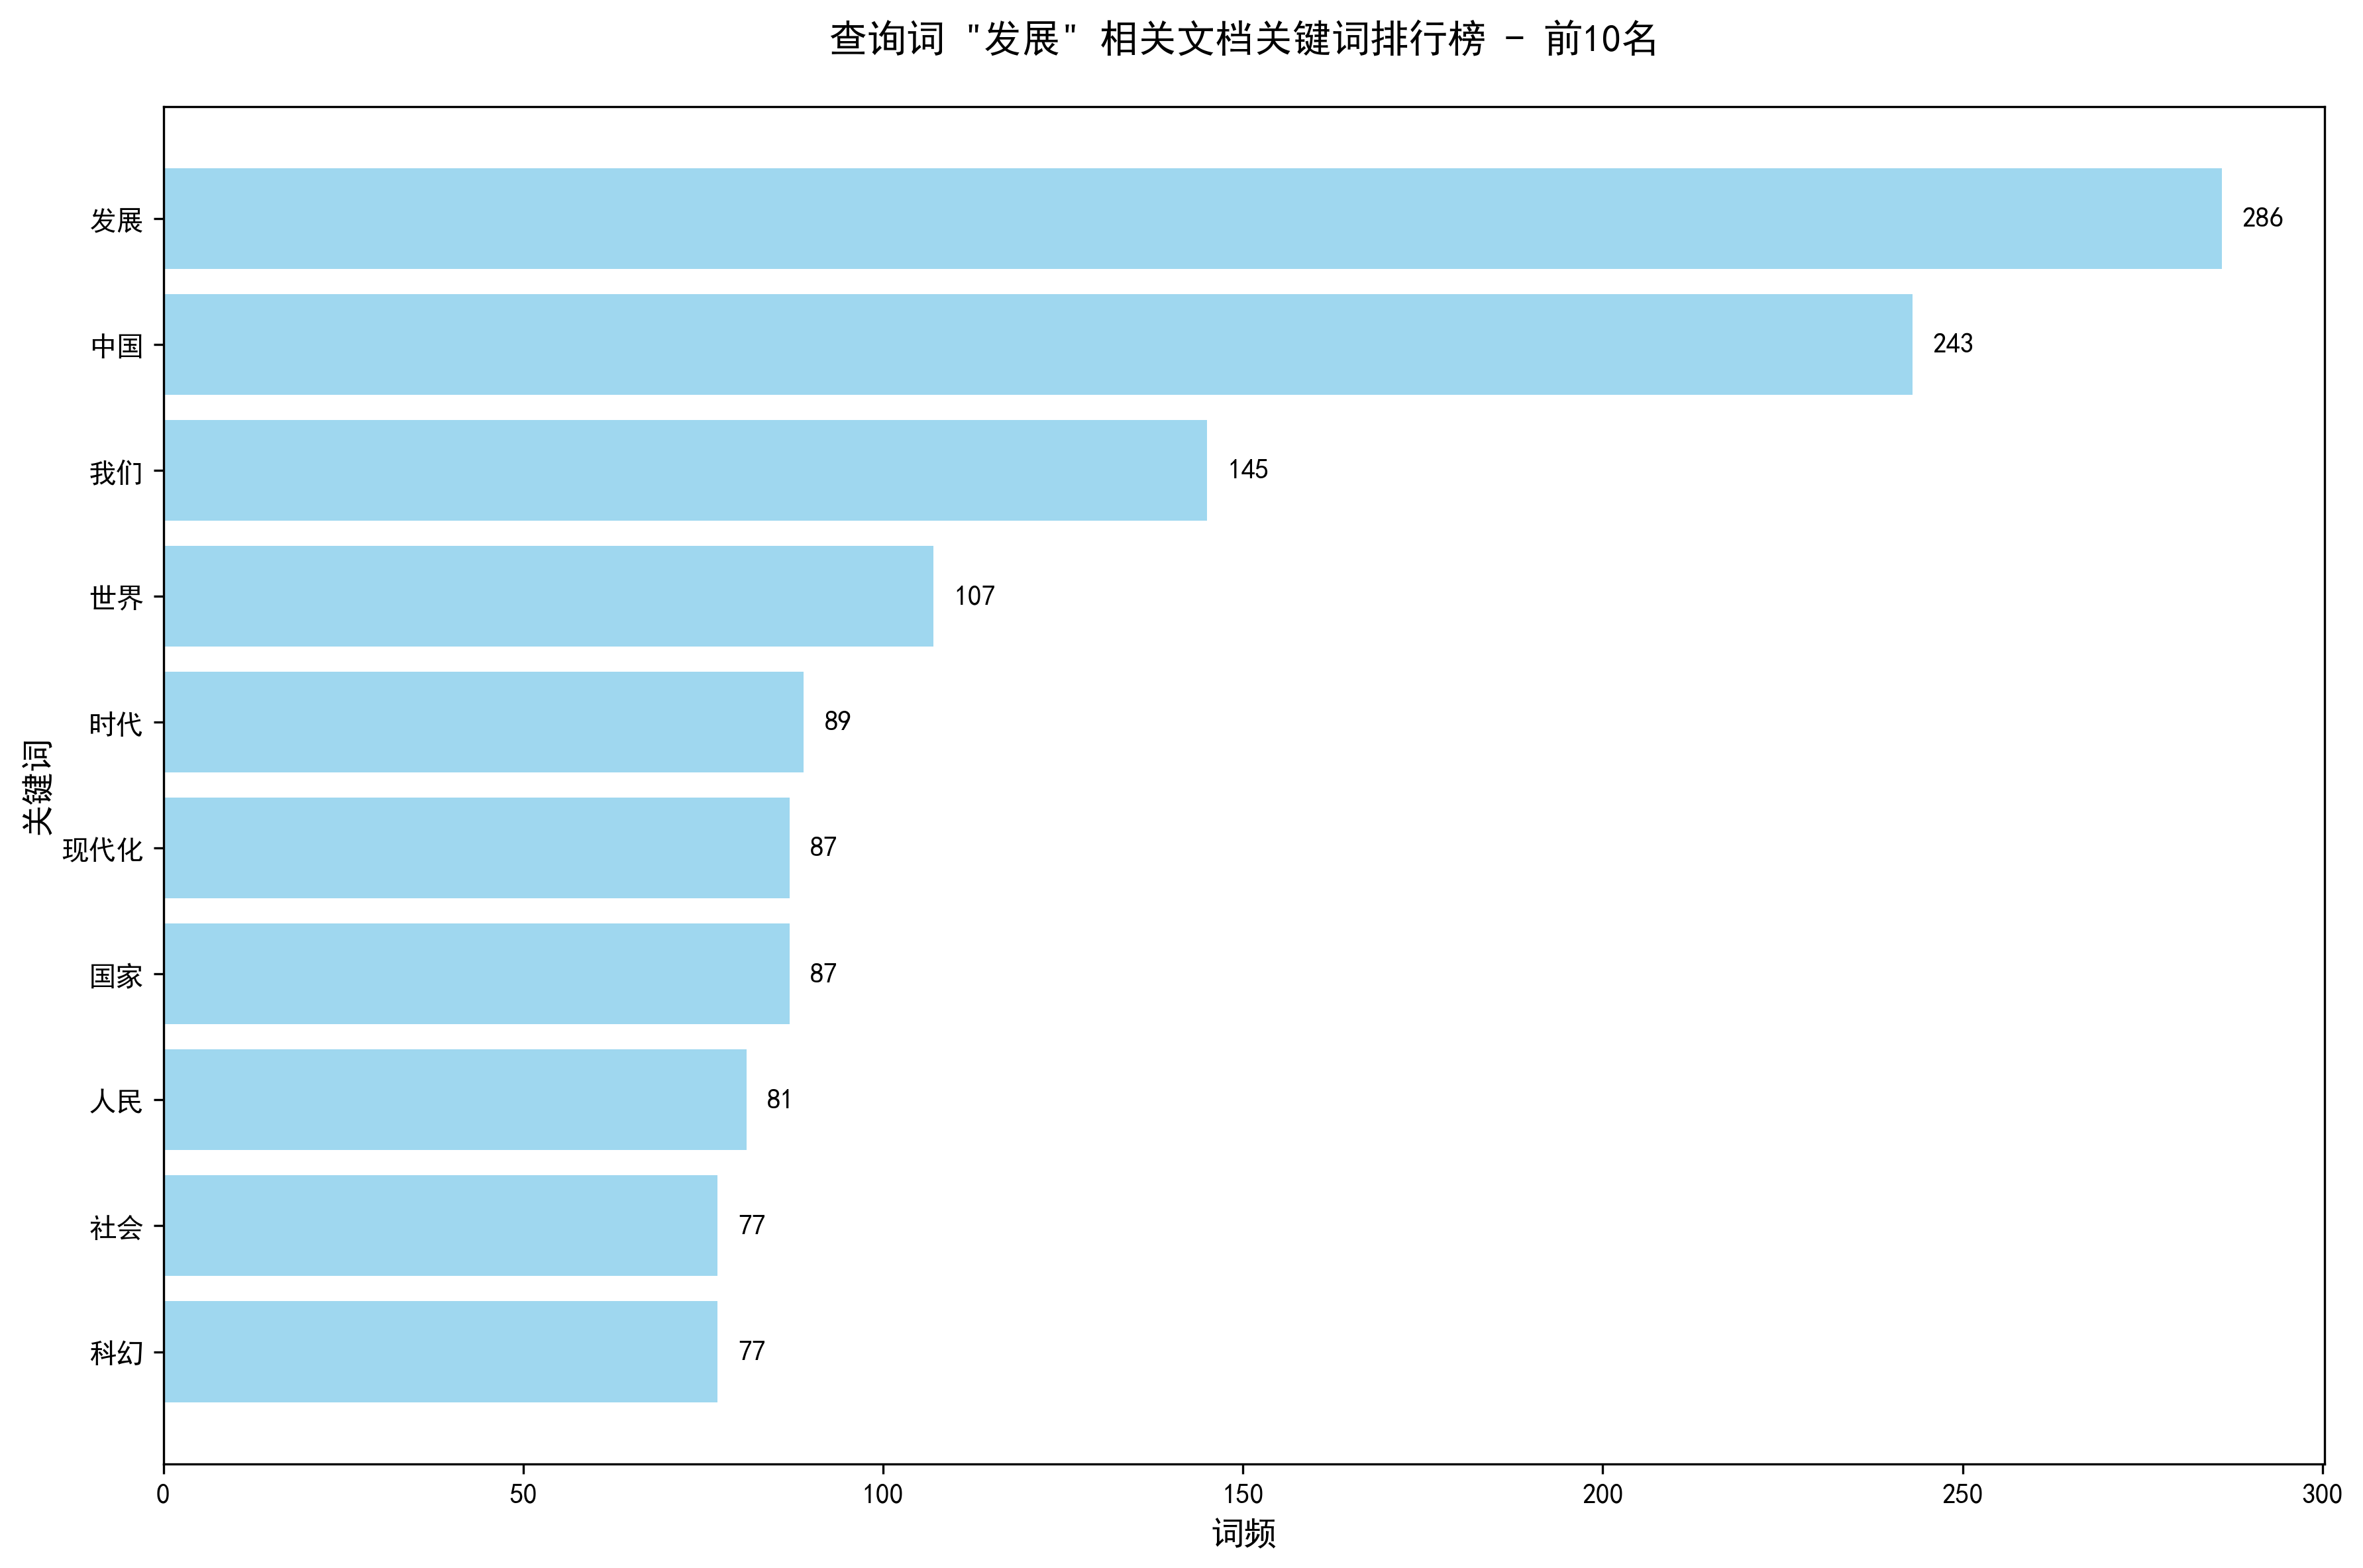 查询词 "发展" 相关文档关键词排行� - 前10名
关键词
发展 286
中国 243
我们 145
世界 107
时代 89
现代化 87
国家 87
人民 81
社会 77
科幻 77
0 50 100 150 200 250 300
词频